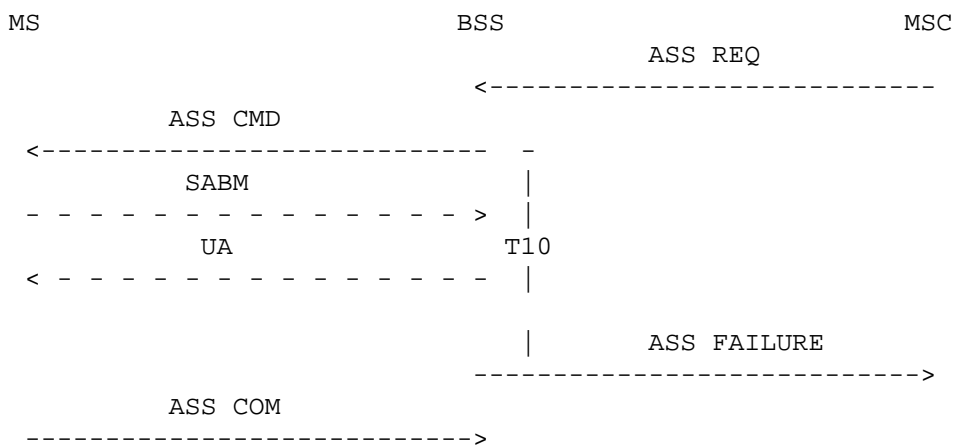 MS BSS MSC
ASS REQ
<----------------------------
ASS CMD
<----------------------------- -
SABM |
- - - - - - - - - - - - - - > |
UA T10
< - - - - - - - - - - - - - - |
| ASS FAILURE
---------------------------->
ASS COM
---------------------------->